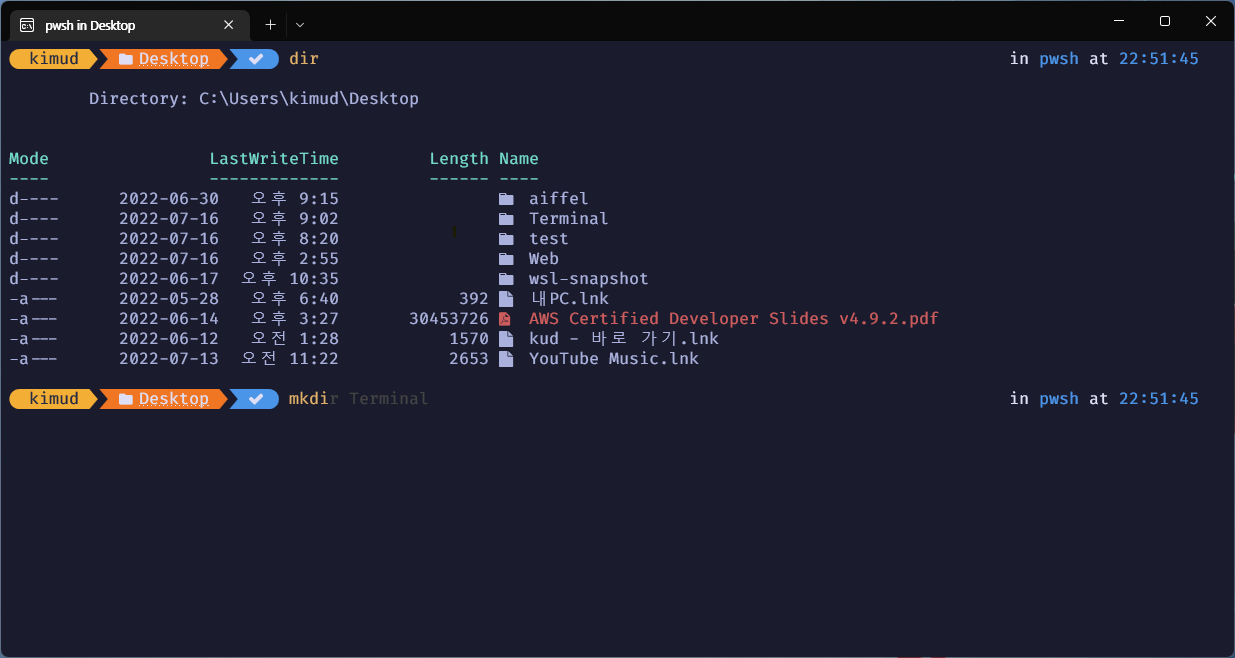 pwsh in Desktop
kimud Desktop dir in pwsh at 22:51:45
Directory: C:\Users\kimud\Desktop
Mode LastWriteTime Length Name
---- ------------- ------ ----
d---- 2022-06-30 오후 9:15 aiffel
d---- 2022-07-16 오후 9:02 Terminal
d---- 2022-07-16 오후 8:20 test
d---- 2022-07-16 오후 2:55 Web
d---- 2022-06-17 오후 10:35 wsl-snapshot
-a--- 2022-05-28 오후 6:40 392 내PC.lnk
-a--- 2022-06-14 오후 3:27 30453726 AWS Certified Developer Slides v4.9.2.pdf
-a--- 2022-06-12 오전 1:28 1570 kud - 바로 가기.lnk
-a--- 2022-07-13 오전 11:22 2653 YouTube Music.lnk
kimud Desktop mkdir Terminal in pwsh at 22:51:45